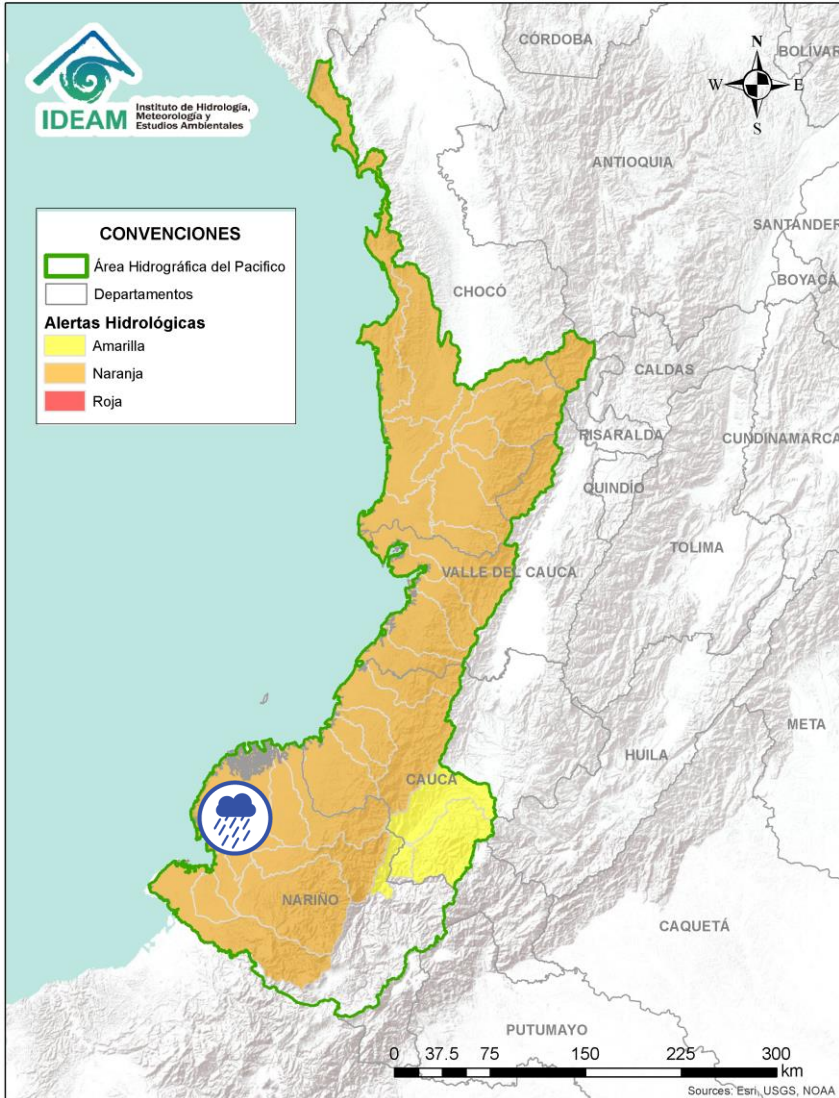 IDEAM
Instituto de Hidrología,
Meteorología y
Estudios Ambientales
CÓRDOBA
BOLÍVAR
N
W E
S
ANTIOQUIA
SANTANDER
BOYACÁ
CONVENCIONES
Área Hidrográfica del Pacifico
Departamentos
Alertas Hidrológicas
Amarilla
Naranja
Roja
CHOCÓ
CALDAS
RISARALDA
CUNDINAMARCA
QUINDÍO
TOLIMA
VALLE DEL CAUCA
META
HUILA
CAUCA
NARIÑO
CAQUETÁ
PUTUMAYO
0 37.5 75 150 225 300
km
Sources: Esri, USGS, NOAA